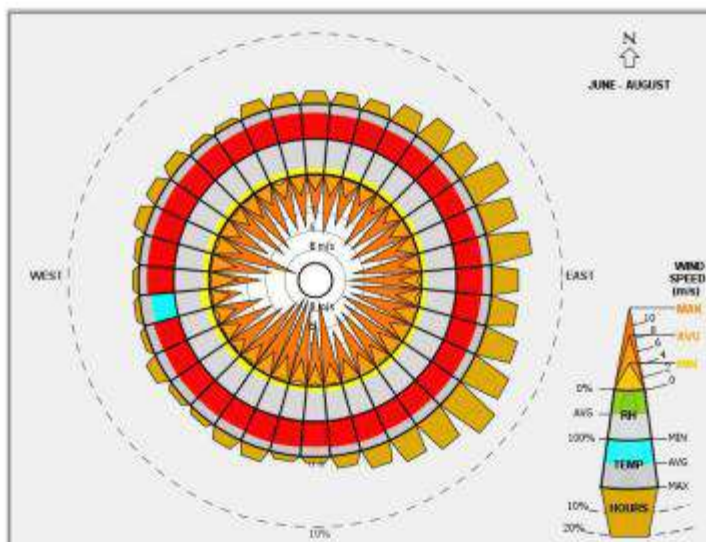 N
JUNE - AUGUST
8 m/s
WEST
EAST
WIND
SPEED
(m/s)
MAX
10
8
AVG
6
4
MIN
2
0
0%
AVG
RH
100%
MIN
TEMP
AVG
MAX
HOURS
10%
20%
10%